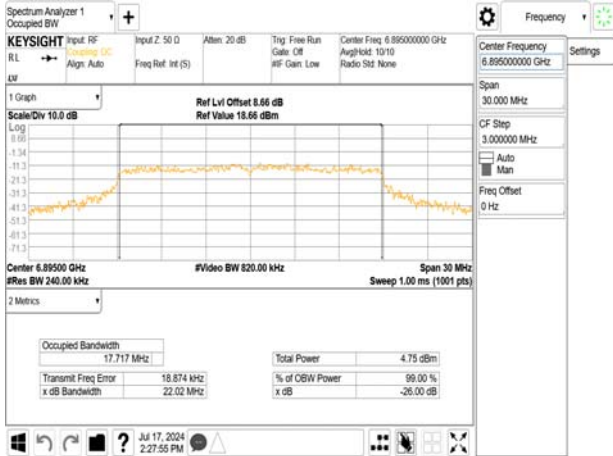 Spectrum Analyzer 1
Occupied BW
+
Frequency
KEYSIGHT
Input: RF
Input Z: 50 Ω
Atten: 20 dB
Trig: Free Run
Center Freq: 6.895000000 GHz
RL
Coupling: DC
Gate: Off
Avg|Hold: 10/10
Align: Auto
Freq Ref: Int (S)
#IF Gain: Low
Radio Std: None
Center Frequency
6.895000000 GHz
Settings
Span
30.000 MHz
CF Step
3.000000 MHz
Auto
Man
Freq Offset
0 Hz
1 Graph
Ref Lvl Offset 8.66 dB
Scale/Div 10.0 dB
Ref Value 18.66 dBm
Log
8.66
-1.34
-11.3
-21.3
-31.3
-41.3
-51.3
-61.3
-71.3
Center 6.89500 GHz
#Video BW 820.00 kHz
Span 30 MHz
#Res BW 240.00 kHz
Sweep 1.00 ms (1001 pts)
2 Metrics
Occupied Bandwidth
17.717 MHz
Total Power
4.75 dBm
Transmit Freq Error
18.874 kHz
% of OBW Power
99.00 %
x dB Bandwidth
22.02 MHz
x dB
-26.00 dB
?
Jul 17, 2024
2:27:55 PM